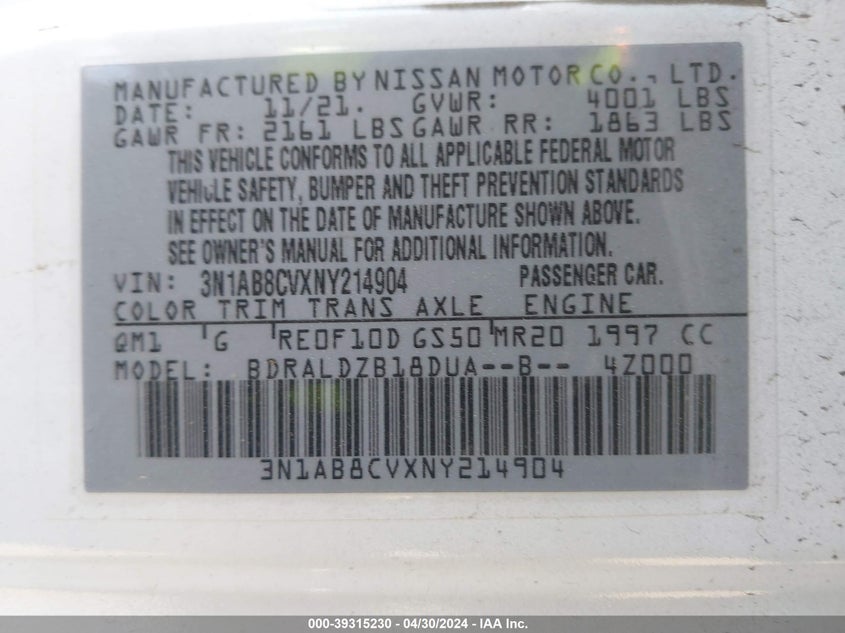 MANUFACTURED BY NISSAN MOTOR CO., LTD.
DATE: 11/21. GVWR: 4001 LBS
GAWR FR: 2161 LBS GAWR RR: 1863 LBS
THIS VEHICLE CONFORMS TO ALL APPLICABLE FEDERAL MOTOR
VEHICLE SAFETY, BUMPER AND THEFT PREVENTION STANDARDS
IN EFFECT ON THE DATE OF MANUFACTURE SHOWN ABOVE.
SEE OWNER'S MANUAL FOR ADDITIONAL INFORMATION.
VIN: 3N1AB8CVXNY214904 PASSENGER CAR.
COLOR TRIM TRANS AXLE ENGINE
QM1 G RE0F10D GS50 MR20 1997 CC
MODEL: BDRALDZB18DUA--B-- 4Z000
3N1AB8CVXNY214904
000-39315230 - 04/30/2024 - IAA Inc.